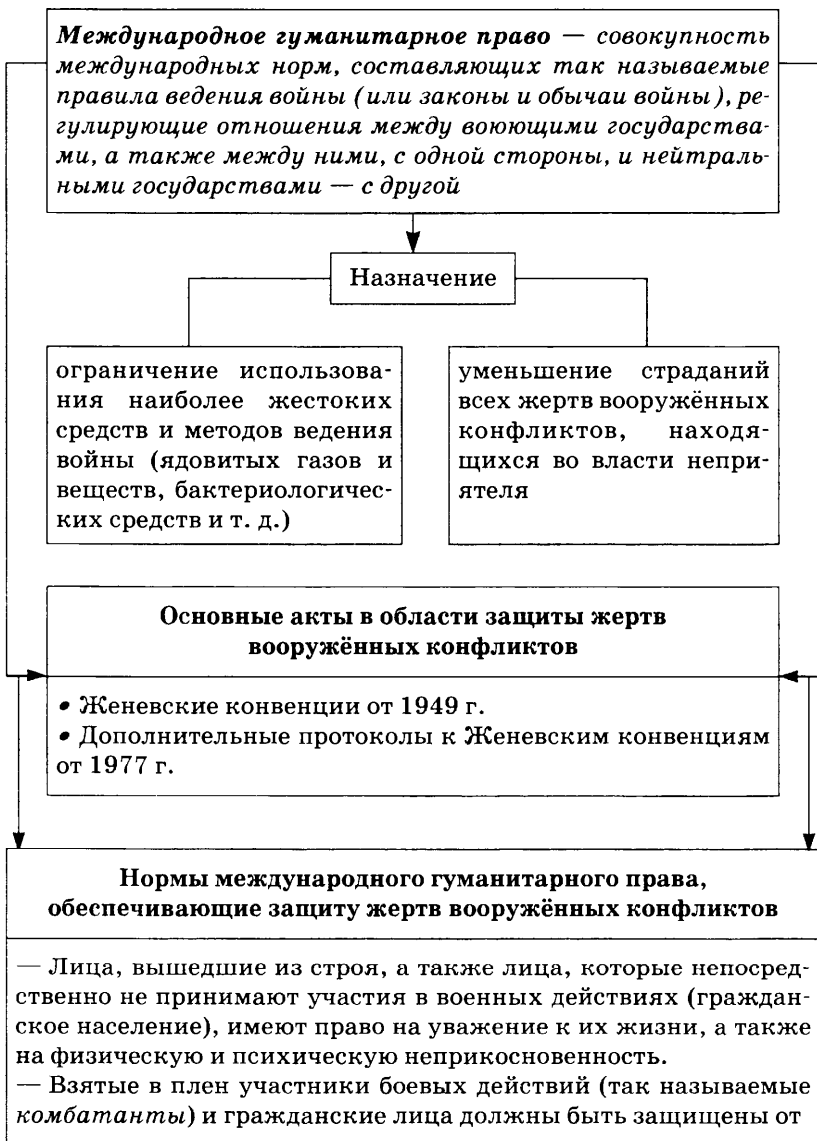 Международное гуманитарное право — совокупность
международных норм, составляющих так называемые
правила ведения войны (или законы и обычаи войны), ре-
гулирующие отношения между воюющими государства-
ми, а также между ними, с одной стороны, и нейтраль-
ными государствами — с другой
Назначение
ограничение использова-
ния наиболее жестоких
средств и методов ведения
войны (ядовитых газов и
веществ, бактериологичес-
ких средств и т. д.)
уменьшение страданий
всех жертв вооружённых
конфликтов, находя-
щихся во власти непри-
ятеля
Основные акты в области защиты жертв
вооружённых конфликтов
• Женевские конвенции от 1949 г.
• Дополнительные протоколы к Женевским конвенциям
от 1977 г.
Нормы международного гуманитарного права,
обеспечивающие защиту жертв вооружённых конфликтов
— Лица, вышедшие из строя, а также лица, которые непосред-
ственно не принимают участия в военных действиях (граждан-
ское население), имеют право на уважение к их жизни, а также
на физическую и психическую неприкосновенность.
— Взятые в плен участники боевых действий (так называемые
комбатанты) и гражданские лица должны быть защищены от